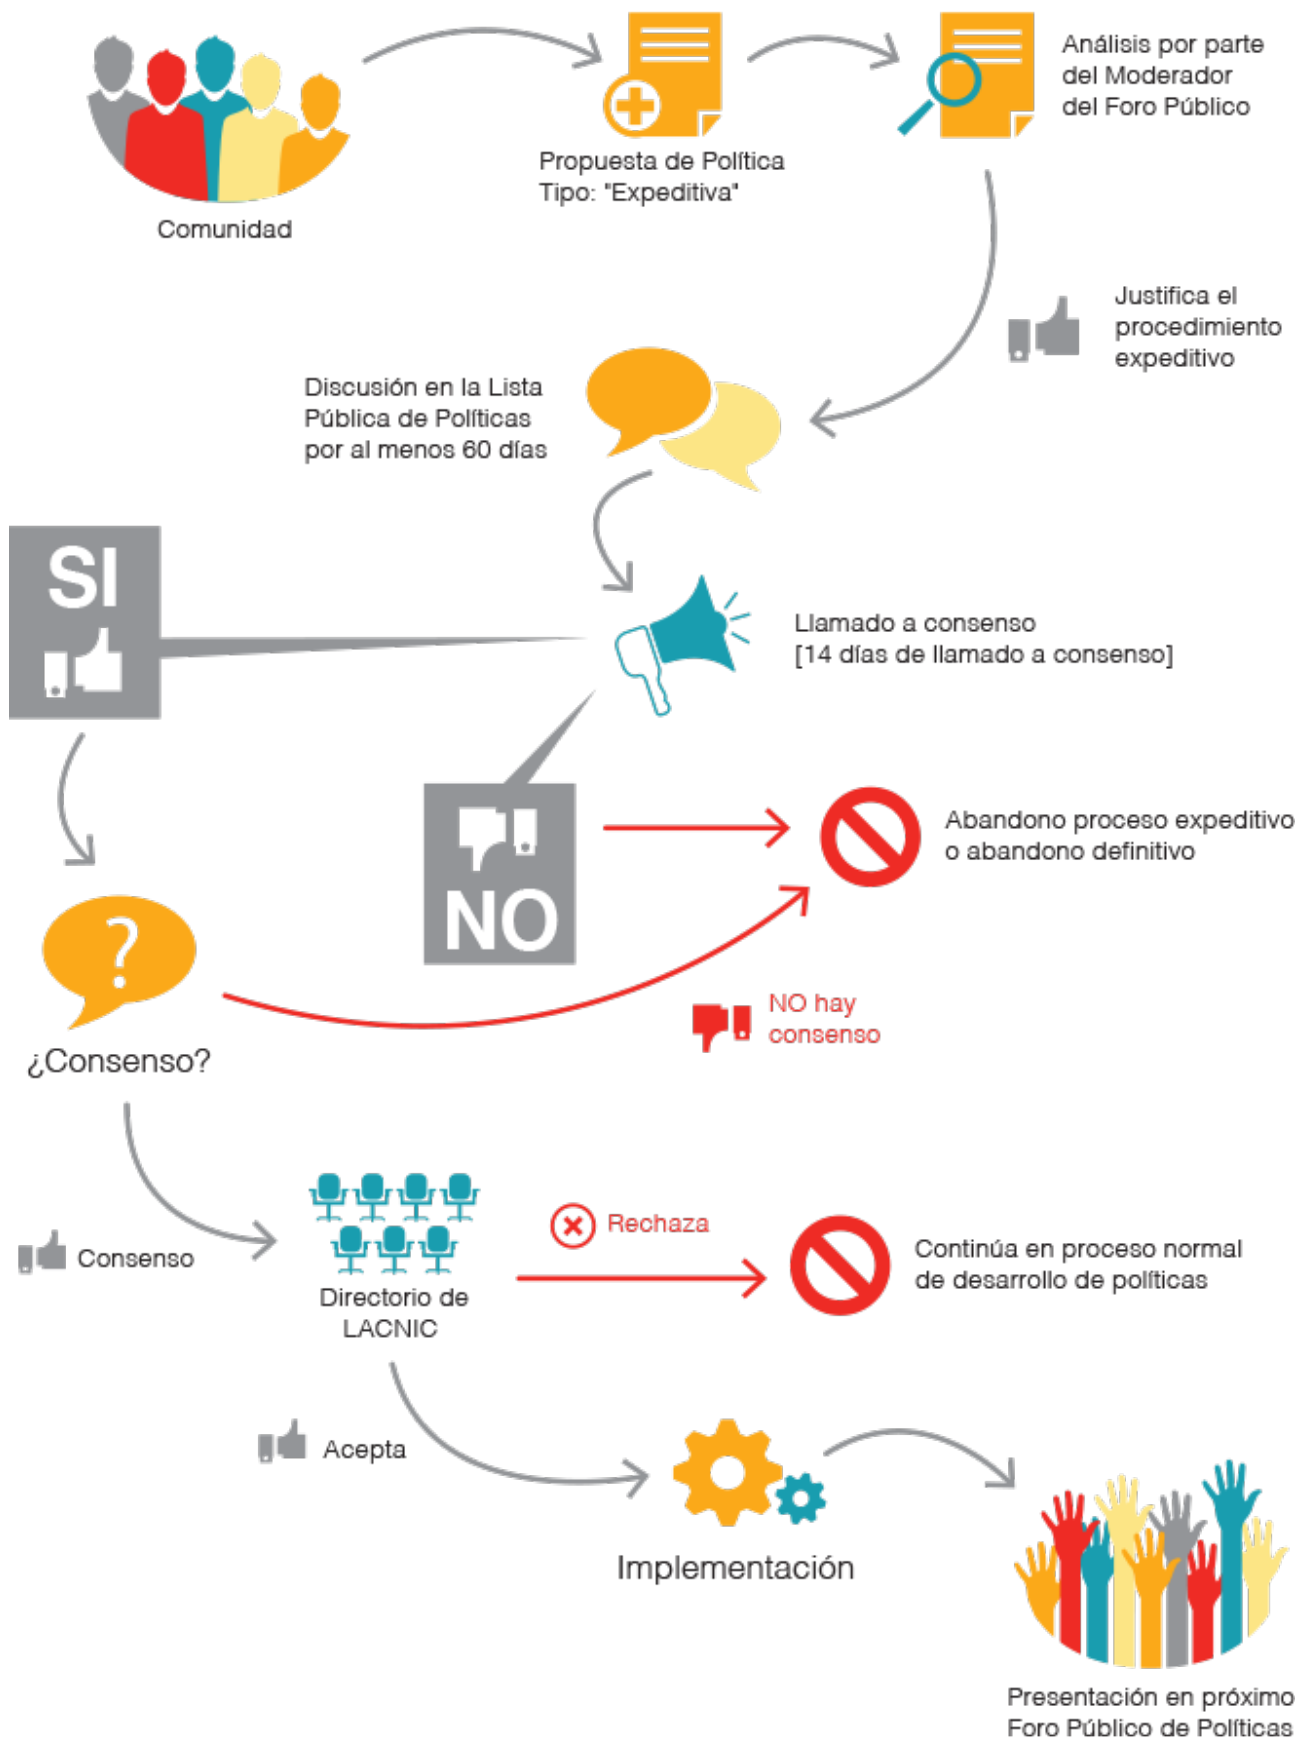 Comunidad
Propuesta de Política
Tipo: "Expeditiva"
Análisis por parte
del Moderador
del Foro Público
Justifica el
procedimiento
expeditivo
Discusión en la Lista
Pública de Políticas
por al menos 60 días
Llamado a consenso
[14 días de llamado a consenso]
SI
NO
Abandono proceso expeditivo
o abandono definitivo
?
¿Consenso?
NO hay
consenso
Consenso
Directorio de
LACNIC
Rechaza
Continúa en proceso normal
de desarrollo de políticas
Acepta
Implementación
Presentación en próximo
Foro Público de Políticas